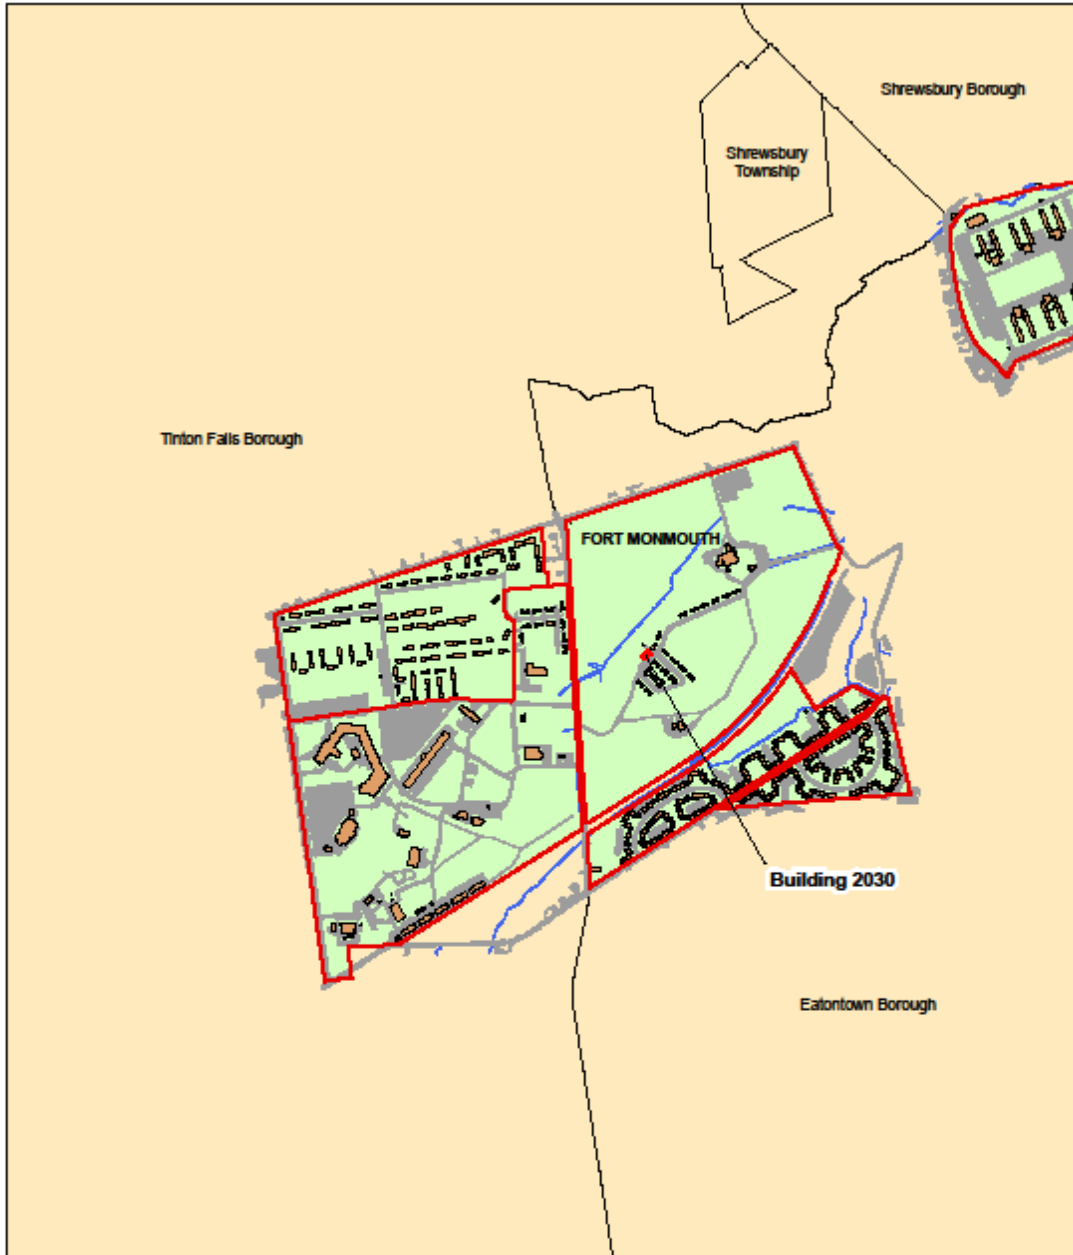 Shrewsbury Borough
Shrewsbury
Township
Tinton Falls Borough
FORT MONMOUTH
Building 2030
Eatontown Borough